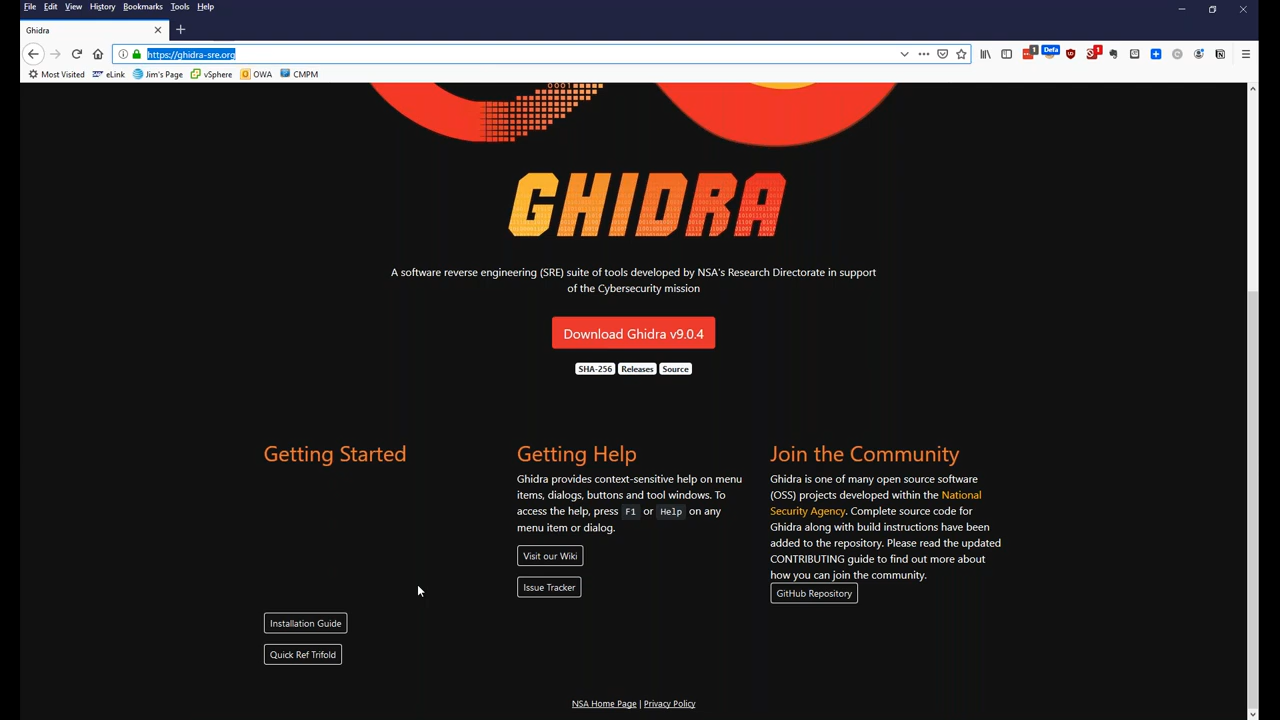 File Edit View History Bookmarks Tools Help
Ghidra
https://ghidra-sre.org
1 Defa 1
Most Visited eLink Jim's Page vSphere OWA CMPM
GHIDRA
A software reverse engineering (SRE) suite of tools developed by NSA's Research Directorate in support
of the Cybersecurity mission
Download Ghidra v9.0.4
SHA-256 Releases Source
Getting Started
Installation Guide
Quick Ref Trifold
Getting Help
Ghidra provides context-sensitive help on menu
items, dialogs, buttons and tool windows. To
access the help, press F1 or Help on any
menu item or dialog.
Visit our Wiki
Issue Tracker
Join the Community
Ghidra is one of many open source software
(OSS) projects developed within the National
Security Agency. Complete source code for
Ghidra along with build instructions have been
added to the repository. Please read the updated
CONTRIBUTING guide to find out more about
how you can join the community.
GitHub Repository
NSA Home Page | Privacy Policy